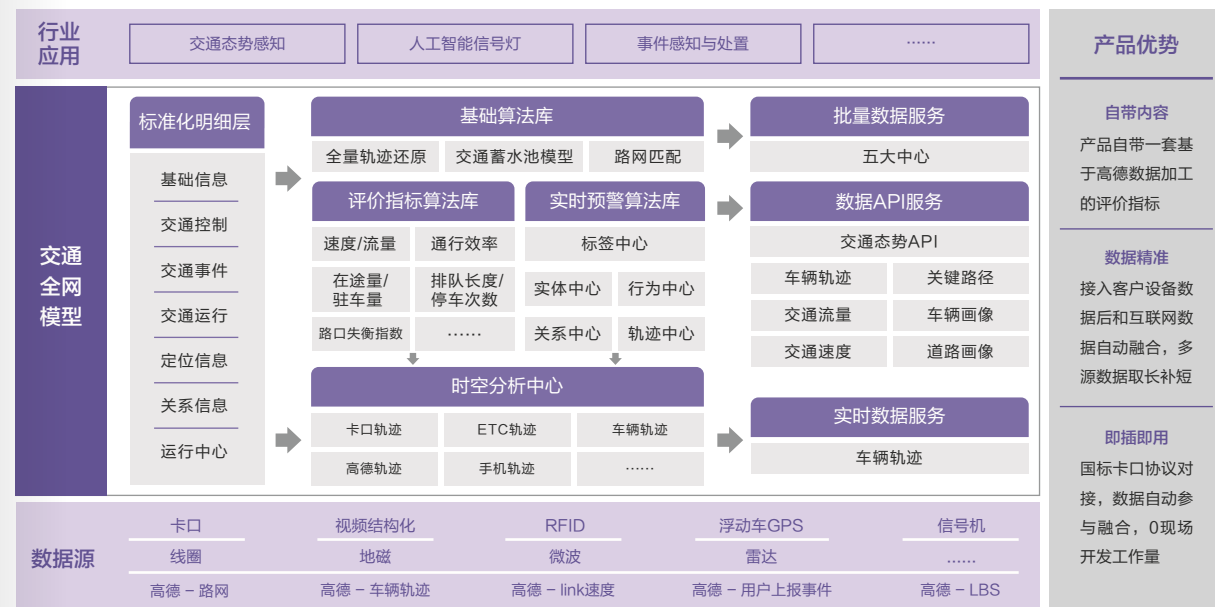 行业
应用
交通态势感知
人工智能信号灯
事件感知与处置
……
交通
全网
模型
标准化明细层
基础信息
交通控制
交通事件
交通运行
定位信息
关系信息
运行中心
基础算法库
全量轨迹还原
交通蓄水池模型
路网匹配
评价指标算法库
速度/流量
通行效率
在途量/
驻车量
排队长度/
停车次数
路口失衡指数
……
实时预警算法库
标签中心
实体中心
行为中心
关系中心
轨迹中心
时空分析中心
卡口轨迹
ETC轨迹
车辆轨迹
高德轨迹
手机轨迹
……
批量数据服务
五大中心
数据API服务
交通态势API
车辆轨迹
关键路径
交通流量
车辆画像
交通速度
道路画像
实时数据服务
车辆轨迹
数据源
卡口
视频结构化
RFID
浮动车GPS
信号机
线圈
地磁
微波
雷达
……
高德 – 路网
高德 – 车辆轨迹
高德 – link速度
高德 – 用户上报事件
高德 – LBS
产品优势
自带内容
产品自带一套基
于高德数据加工
的评价指标
数据精准
接入客户设备数
据后和互联网数
据自动融合，多
源数据取长补短
即插即用
国标卡口协议对
接，数据自动参
与融合，0现场
开发工作量